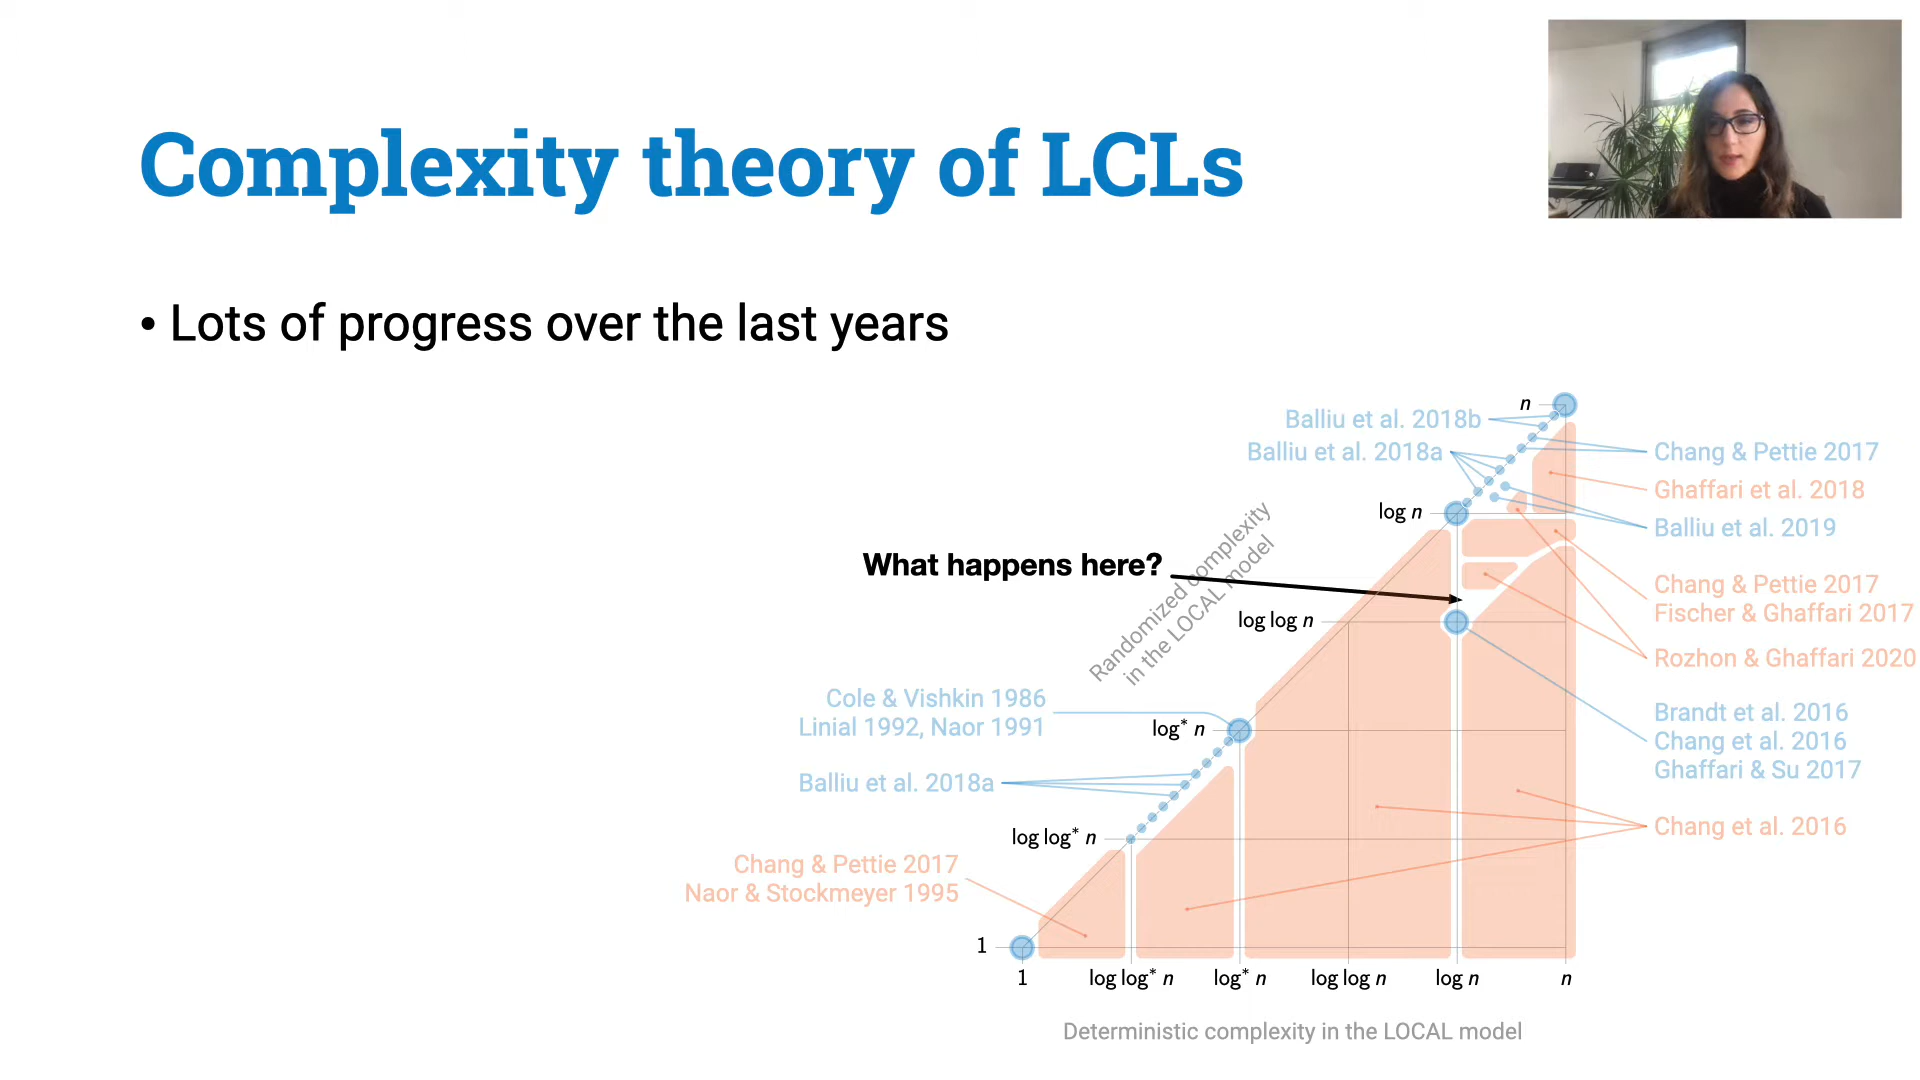 Complexity theory of LCLs
• Lots of progress over the last years
n
Balliu et al. 2018b
Balliu et al. 2018a
Chang & Pettie 2017
Ghaffari et al. 2018
log n
Balliu et al. 2019
What happens here?
Randomized complexity
in the LOCAL model
Chang & Pettie 2017
Fischer & Ghaffari 2017
log log n
Rozhon & Ghaffari 2020
Cole & Vishkin 1986
Linial 1992, Naor 1991
log* n
Brandt et al. 2016
Chang et al. 2016
Ghaffari & Su 2017
Balliu et al. 2018a
Chang et al. 2016
log log* n
Chang & Pettie 2017
Naor & Stockmeyer 1995
1
1 log log* n log* n log log n log n n
Deterministic complexity in the LOCAL model